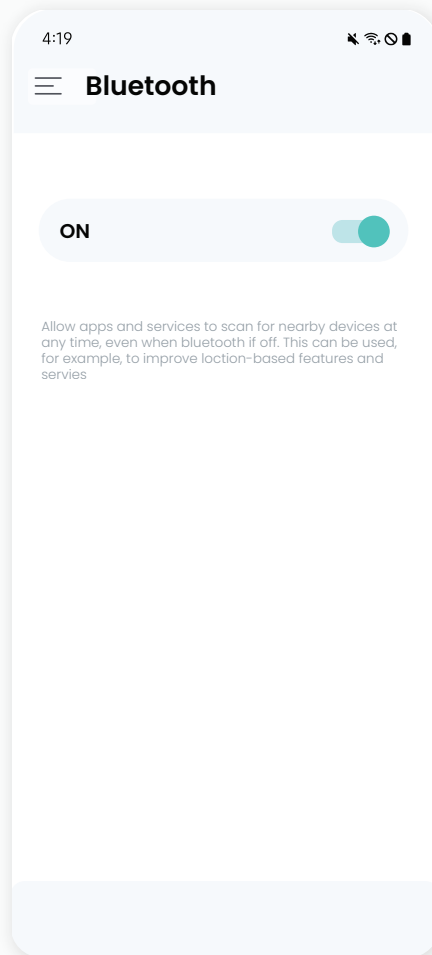 4:19
Bluetooth
ON
Allow apps and services to scan for nearby devices at
any time, even when bluetooth if off. This can be used,
for example, to improve loction-based features and
servies